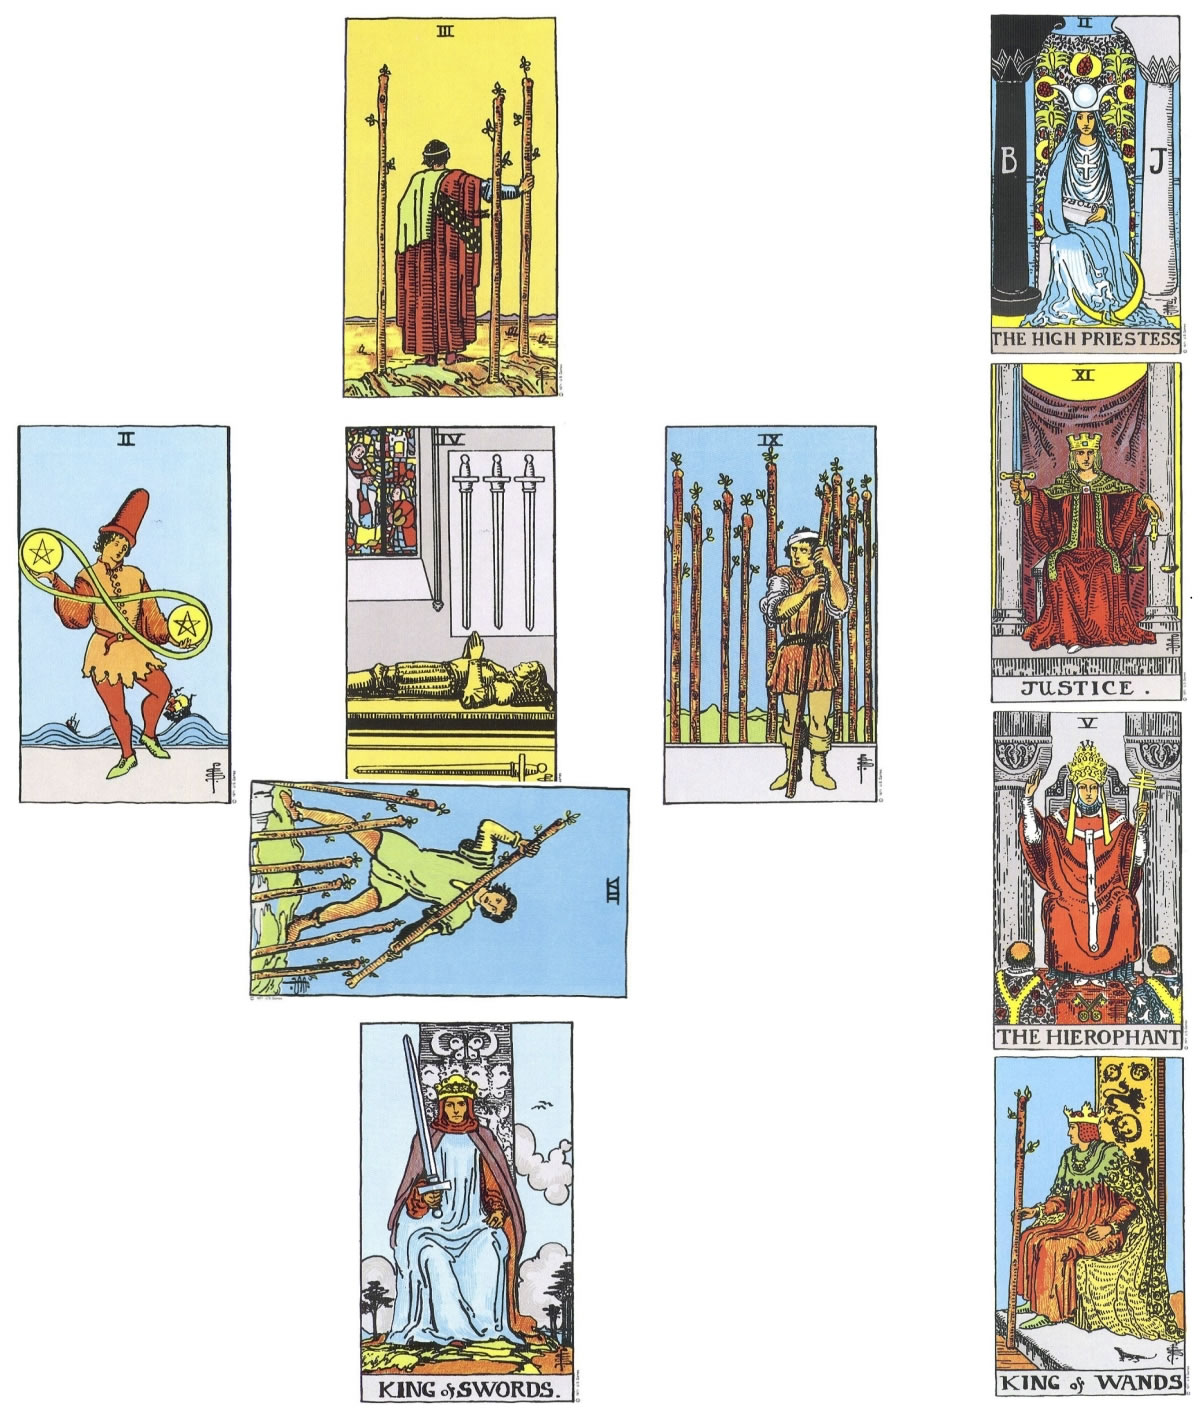 III
II
B
J
TORA
THE HIGH PRIESTESS
II
IV
IX
XI
JUSTICE.
V
THE HIEROPHANT
VII
KING of SWORDS.
KING of WANDS